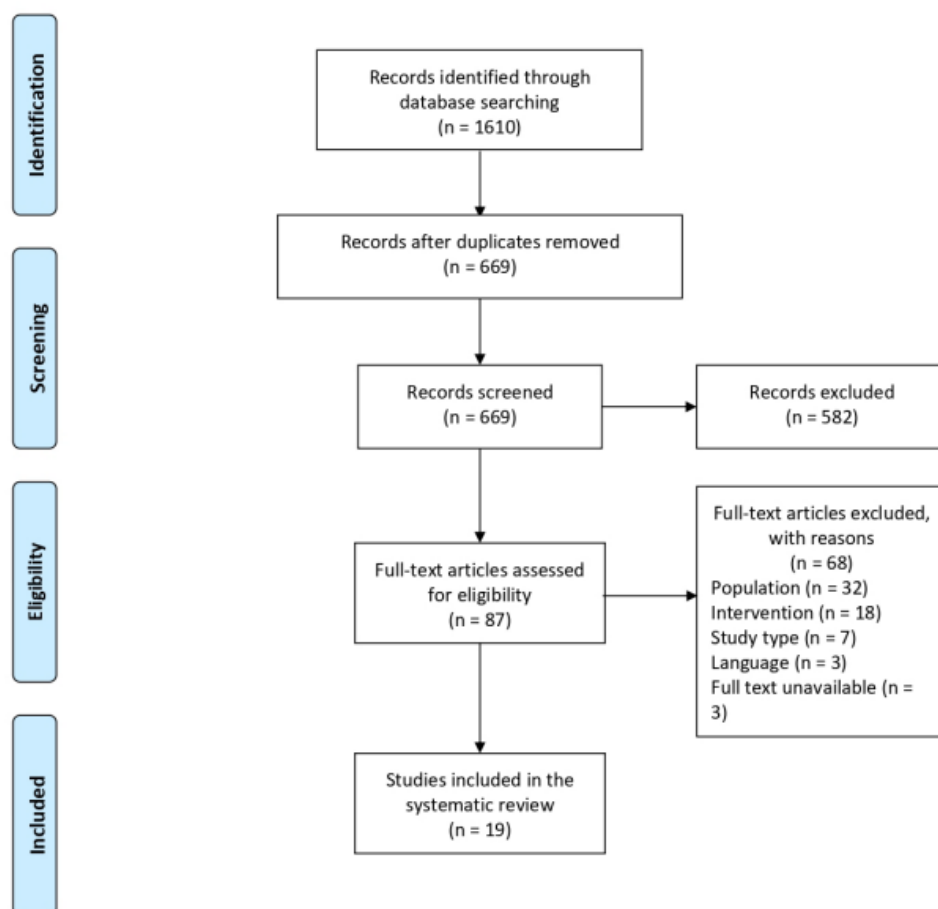 Identification
Records identified through
database searching
(n = 1610)
Records after duplicates removed
(n = 669)
Screening
Records screened
(n = 669)
Records excluded
(n = 582)
Eligibility
Full-text articles assessed
for eligibility
(n = 87)
Full-text articles excluded,
with reasons
(n = 68)
Population (n = 32)
Intervention (n = 18)
Study type (n = 7)
Language (n = 3)
Full text unavailable (n =
3)
Included
Studies included in the
systematic review
(n = 19)